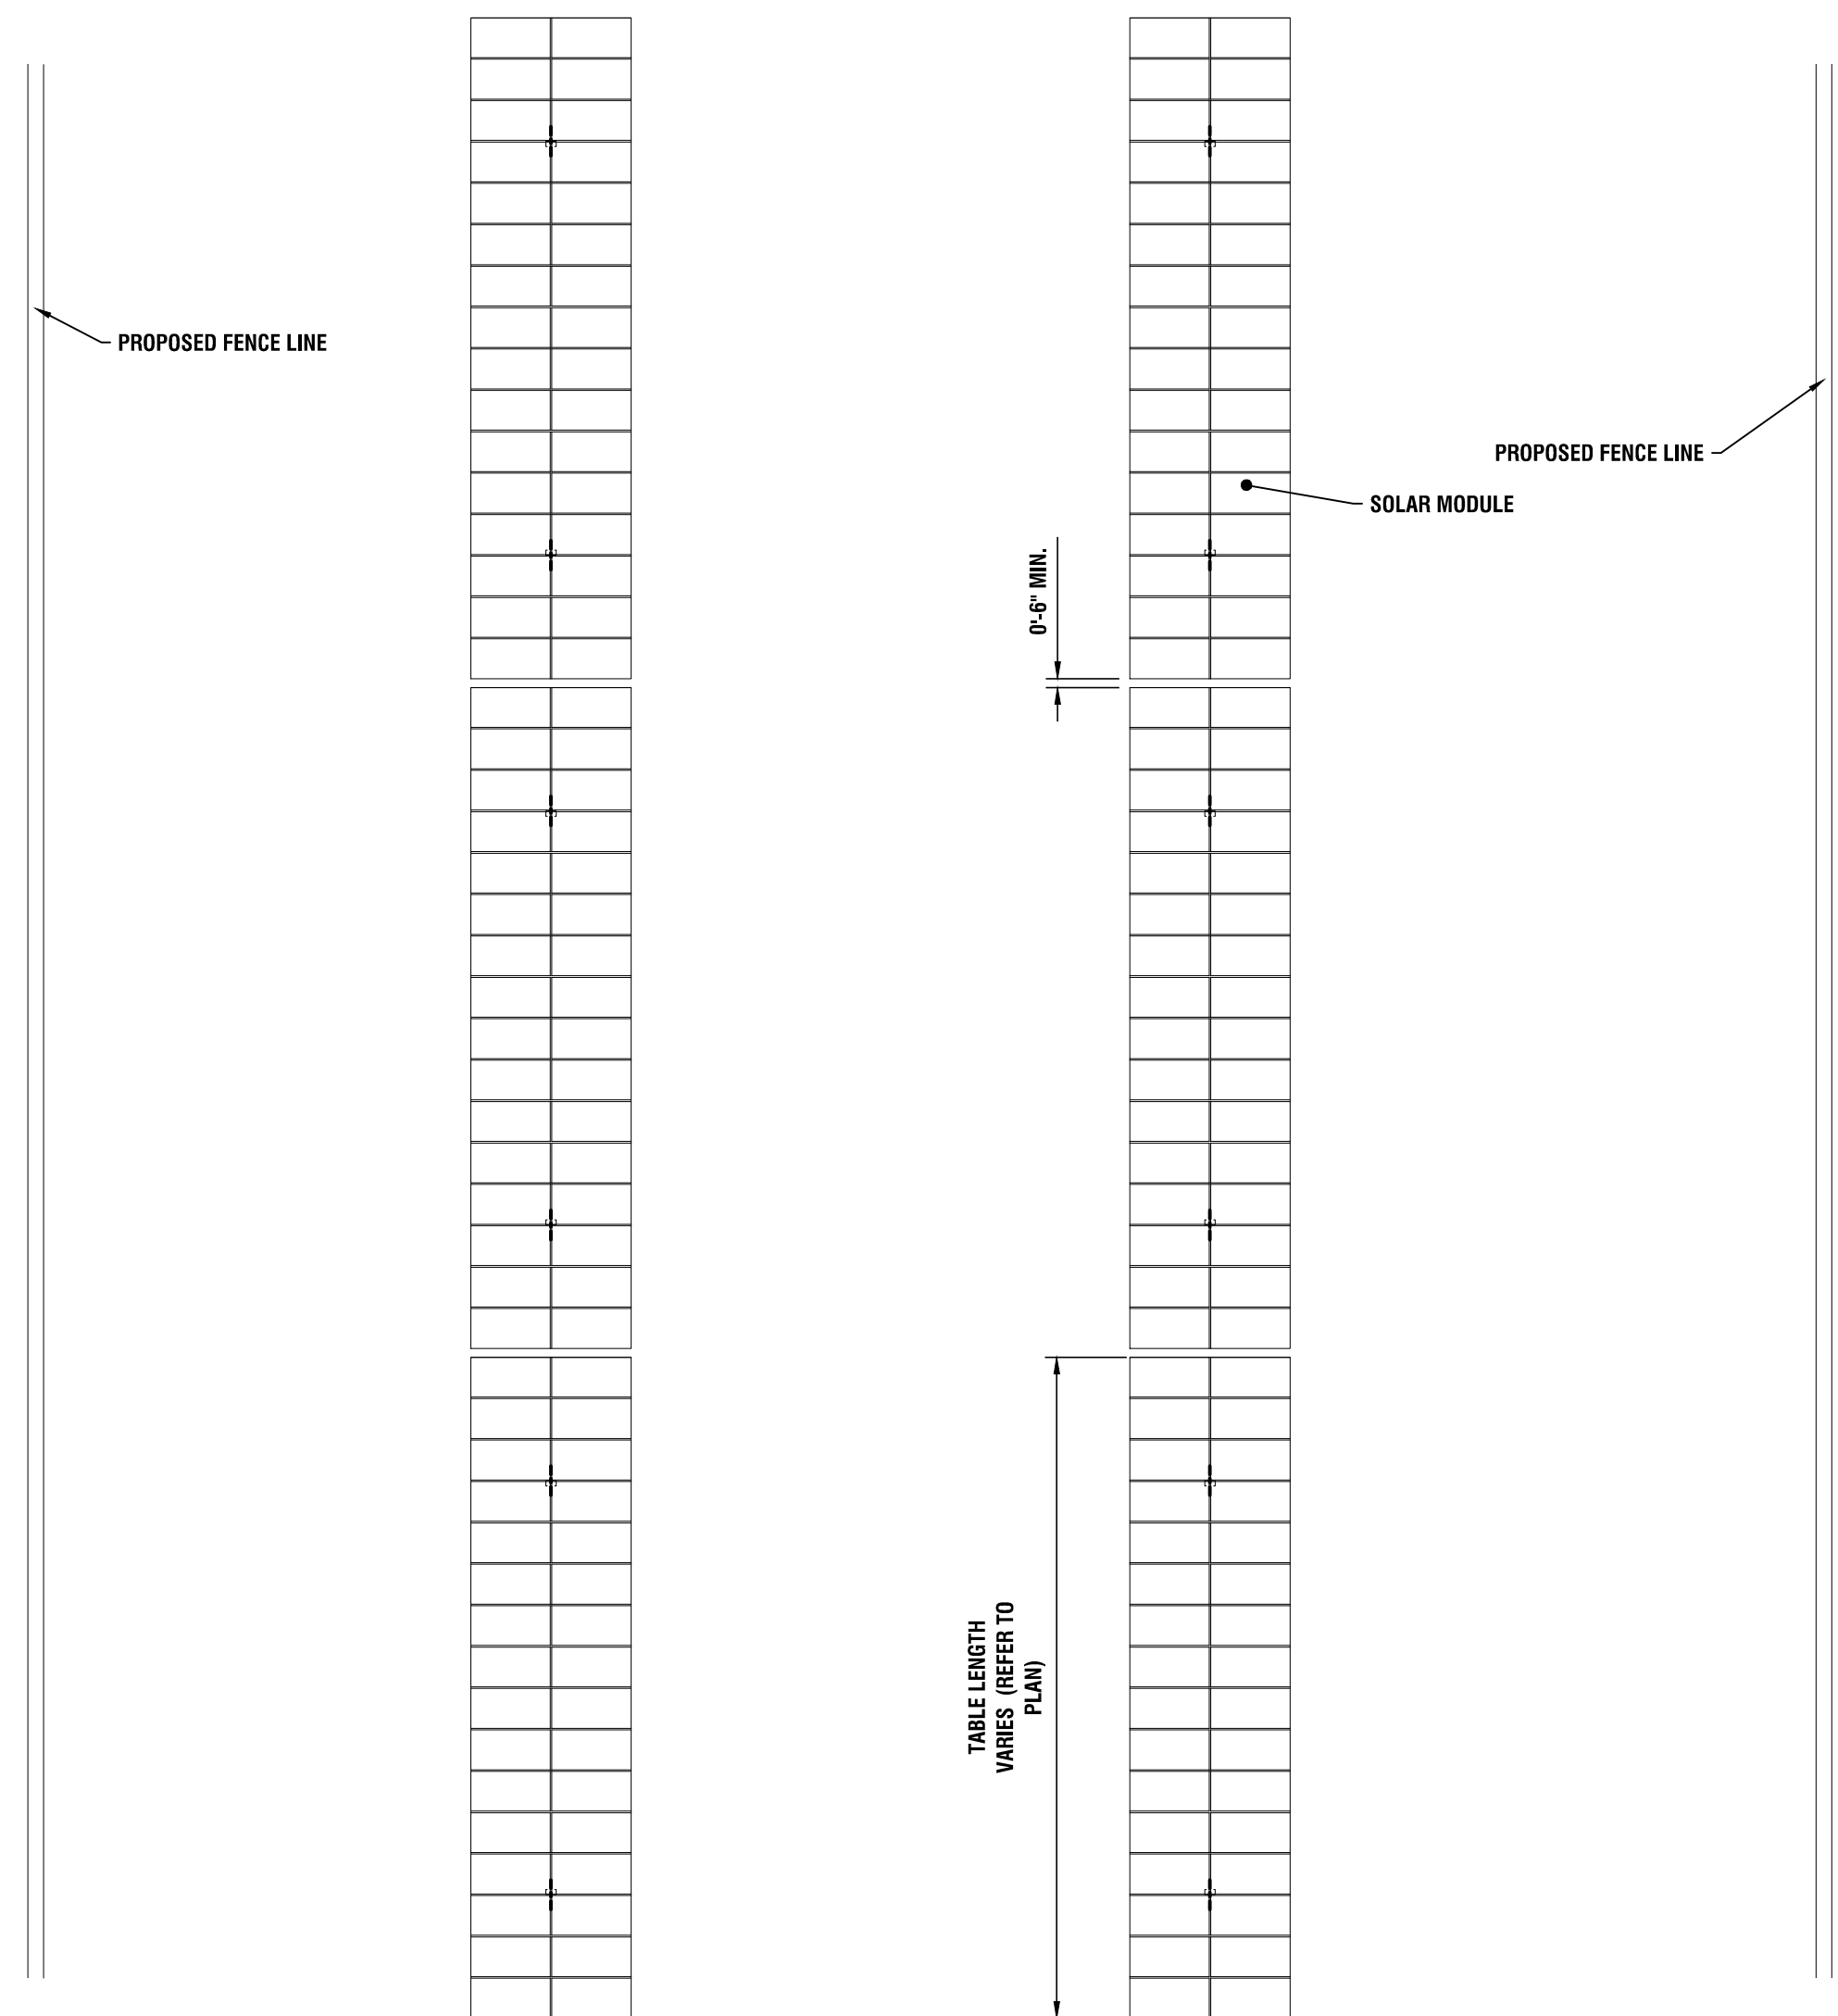 PROPOSED FENCE LINE
PROPOSED FENCE LINE
SOLAR MODULE
0'-6" MIN.
TABLE LENGTH
VARIES (REFER TO
PLAN)